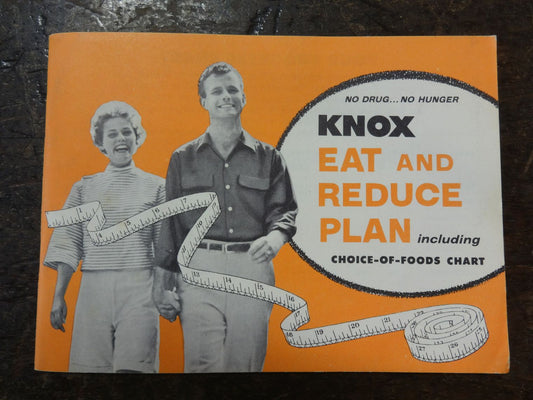 NO DRUG...NO HUNGER
KNOX
EAT AND
REDUCE
PLAN including
CHOICE-OF-FOODS CHART